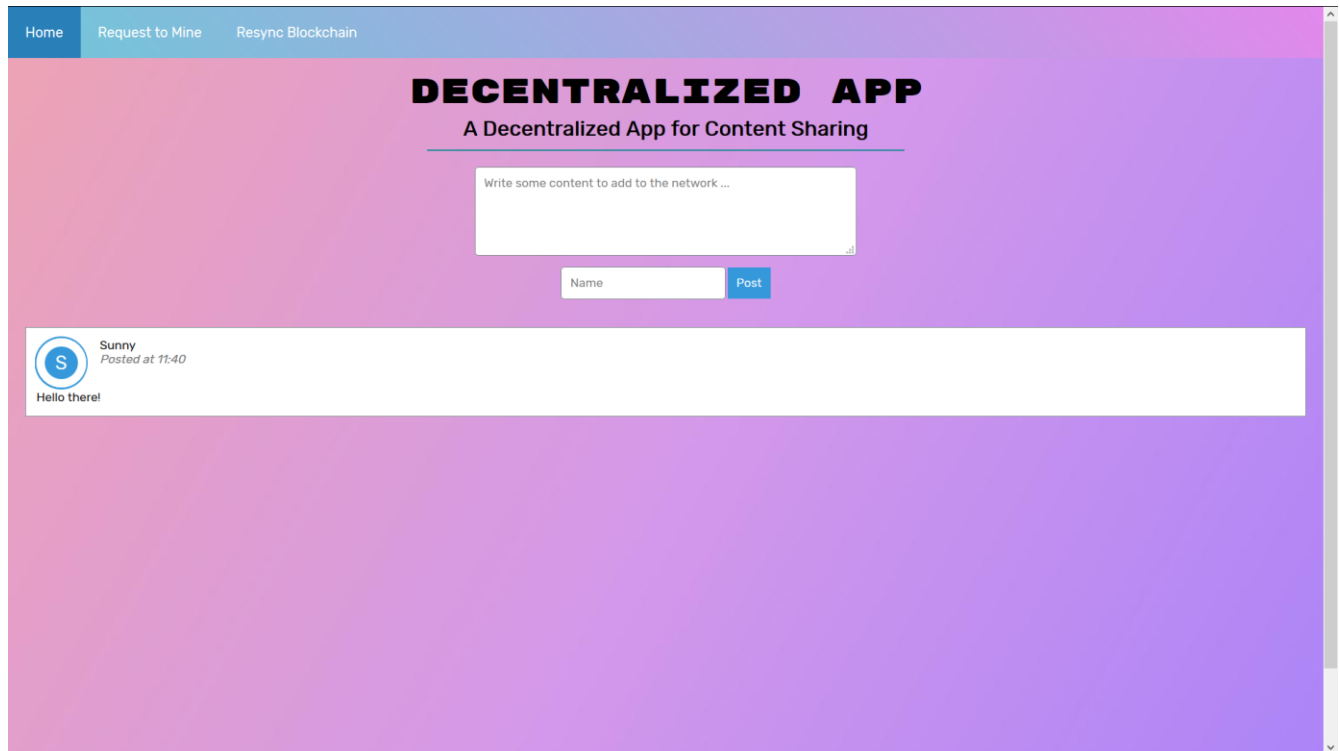 Home Request to Mine Resync Blockchain
DECENTRALIZED APP
A Decentralized App for Content Sharing
Write some content to add to the network ...
Name Post
S
Sunny
Posted at 11:40
Hello there!